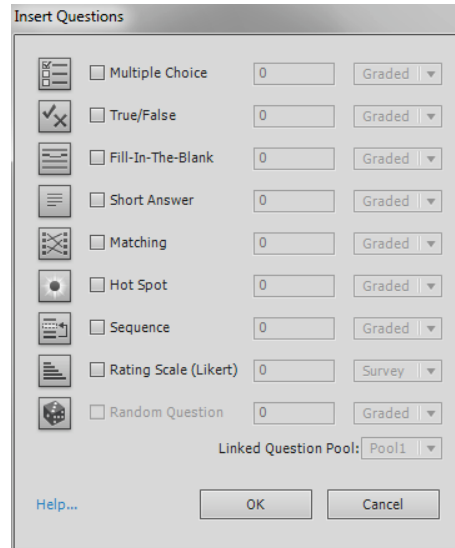 Insert Questions
Multiple Choice 0 Graded
True/False 0 Graded
Fill-In-The-Blank 0 Graded
Short Answer 0 Graded
Matching 0 Graded
Hot Spot 0 Graded
Sequence 0 Graded
Rating Scale (Likert) 0 Survey
Random Question 0 Graded
Linked Question Pool: Pool1
Help... OK Cancel